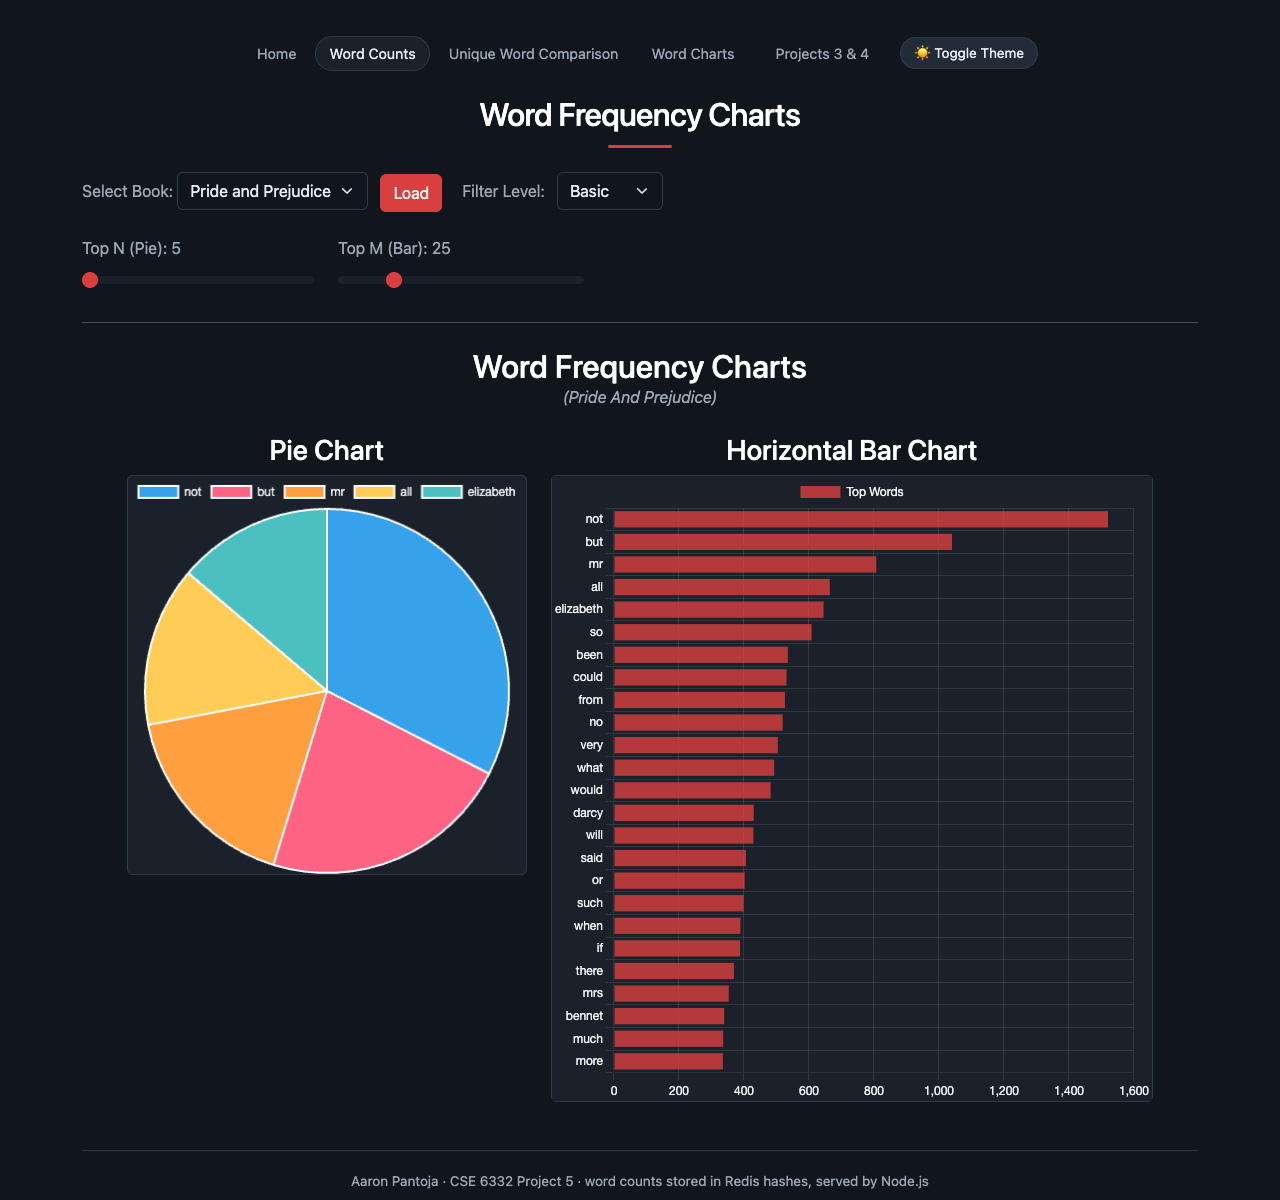 Home Word Counts Unique Word Comparison Word Charts Projects 3 & 4 ☀️ Toggle Theme
Word Frequency Charts
Select Book: Pride and Prejudice Load Filter Level: Basic
Top N (Pie): 5 Top M (Bar): 25
Word Frequency Charts
(Pride And Prejudice)
Pie Chart
not but mr all elizabeth
Horizontal Bar Chart
Top Words
not
but
mr
all
elizabeth
so
been
could
from
no
very
what
would
darcy
will
said
or
such
when
if
there
mrs
bennet
much
more
0 200 400 600 800 1,000 1,200 1,400 1,600
Aaron Pantoja · CSE 6332 Project 5 · word counts stored in Redis hashes, served by Node.js